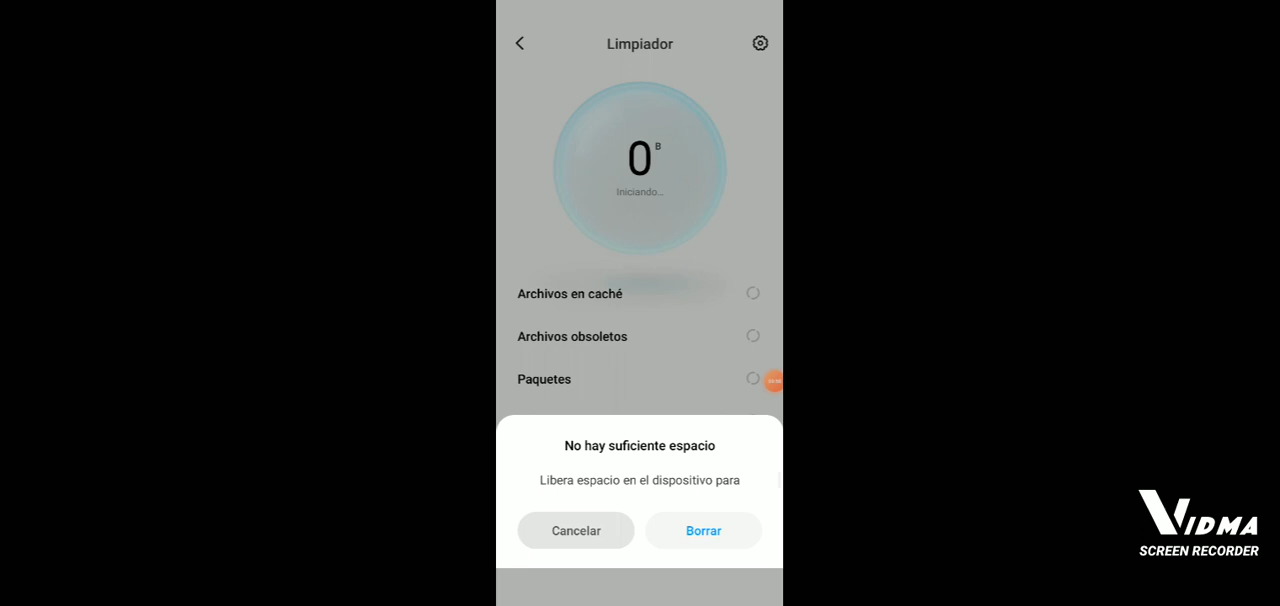 Limpiador
0 B
Iniciando...
Archivos en caché
Archivos obsoletos
Paquetes
No hay suficiente espacio
Libera espacio en el dispositivo para
Cancelar
Borrar
VIDMA
SCREEN RECORDER